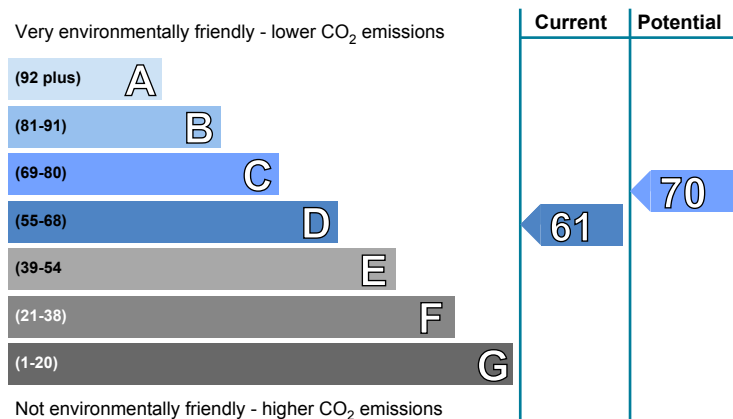 Very environmentally friendly - lower CO₂ emissions
Current Potential
(92 plus) A
(81-91) B
(69-80) C
70
(55-68) D
61
(39-54 E
(21-38) F
(1-20) G
Not environmentally friendly - higher CO₂ emissions